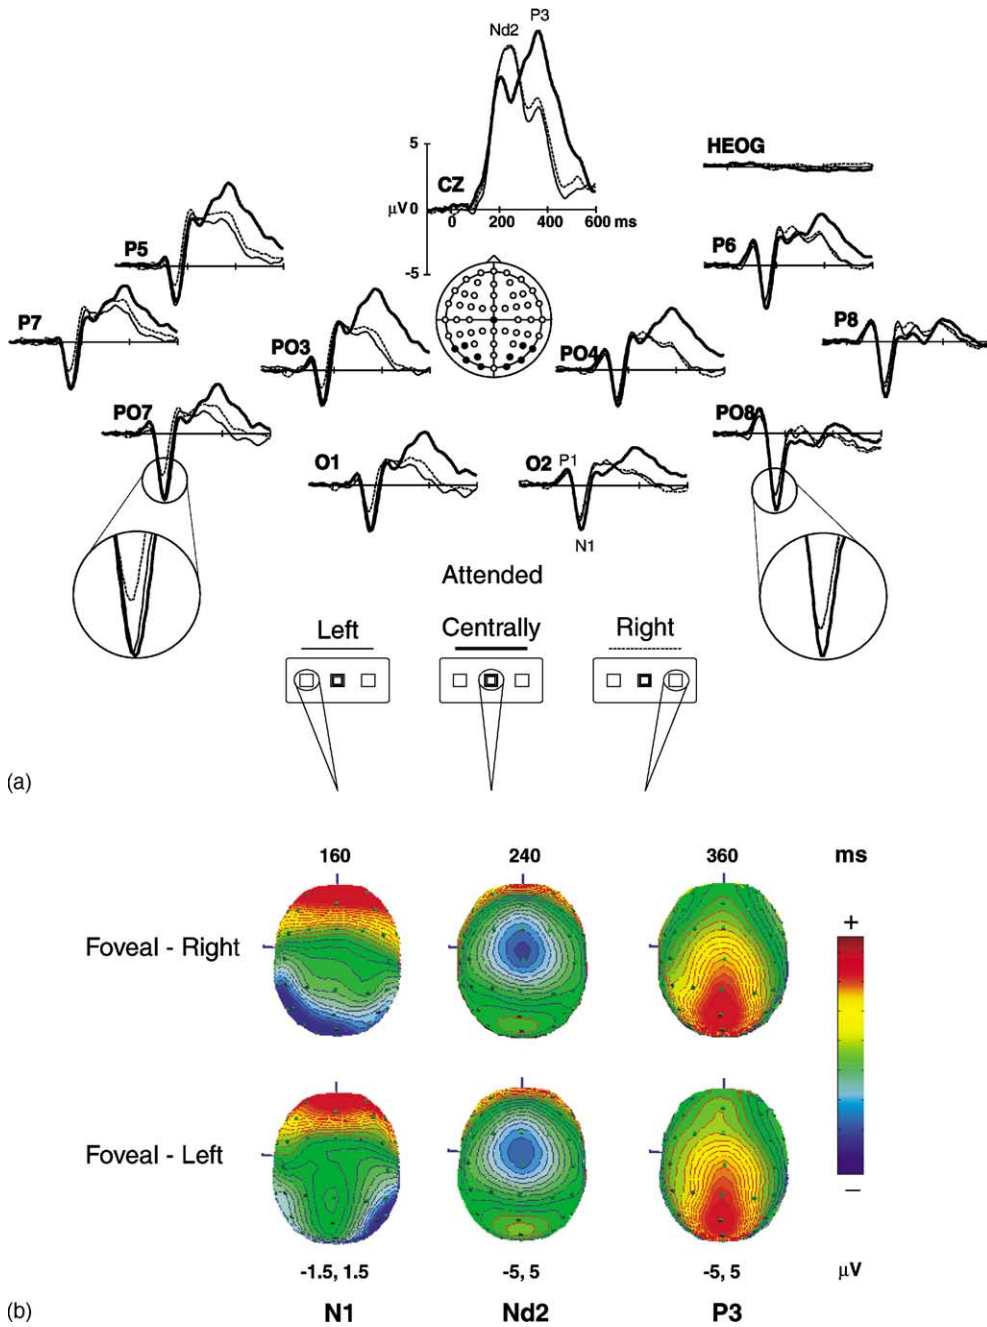 P3
Nd2
5
HEOG
CZ
μV 0
0 200 400 600 ms
-5
P5
P6
P7
P8
PO3
PO4
PO7
PO8
O1
O2
P1
N1
Attended
Left
Centrally
Right
(a)
160 240 360 ms
+
Foveal - Right
Foveal - Left
–
-1.5, 1.5 -5, 5 -5, 5 μV
(b)
N1 Nd2 P3